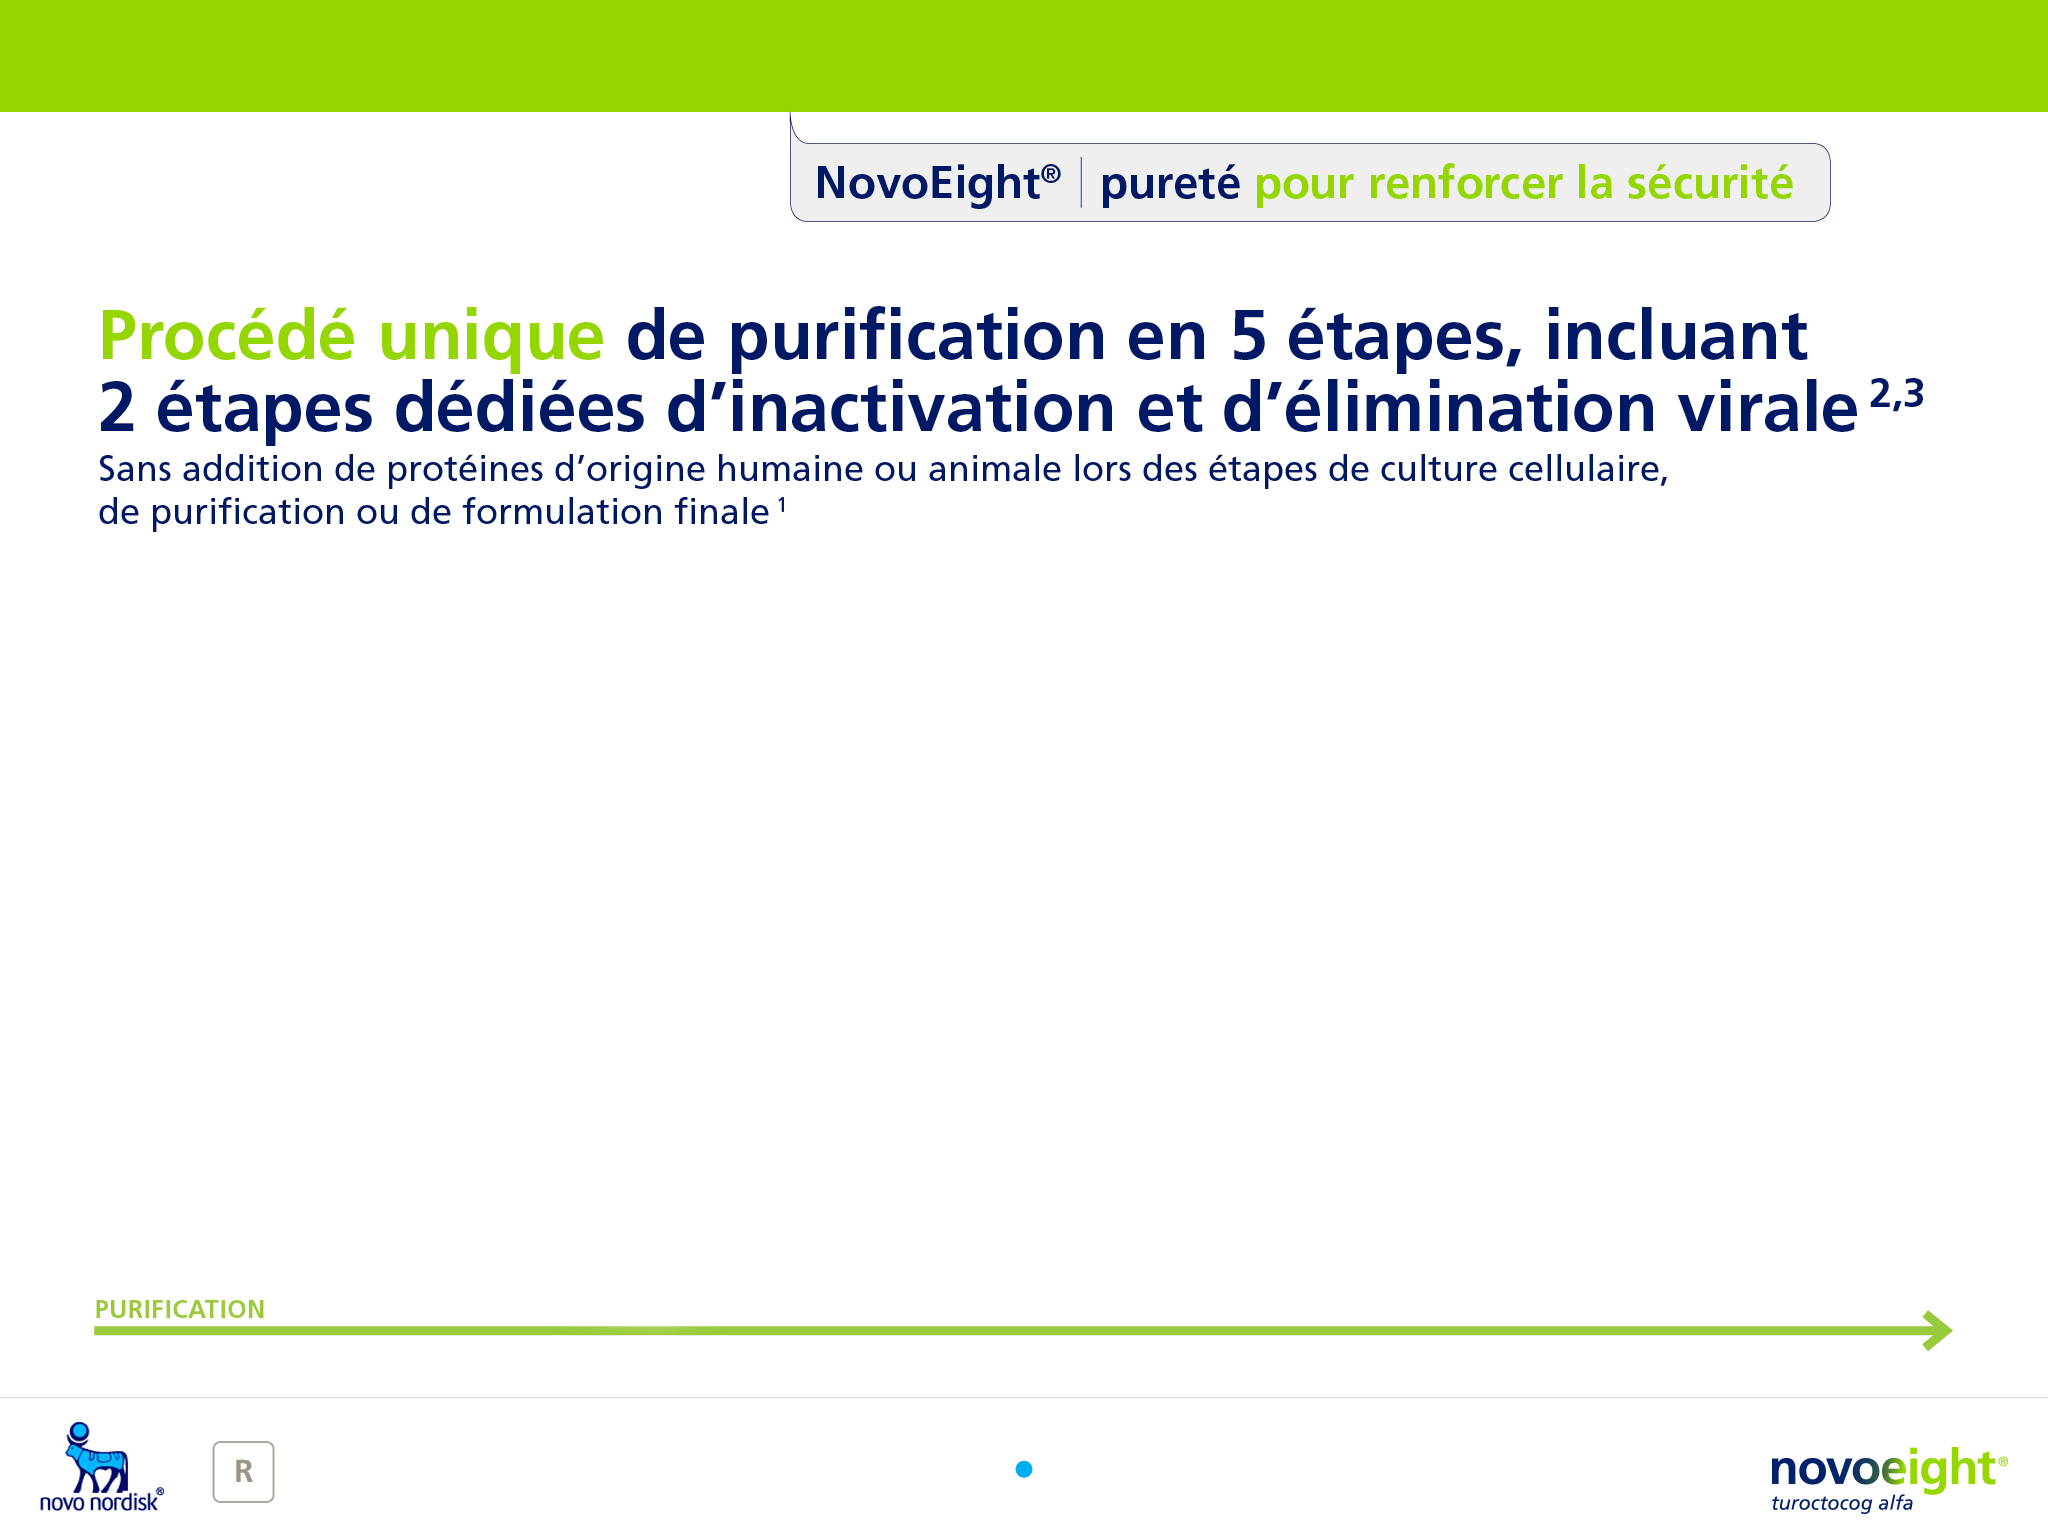 NovoEight® | pureté pour renforcer la sécurité
Procédé unique de purification en 5 étapes, incluant
2 étapes dédiées d’inactivation et d’élimination virale 2,3
Sans addition de protéines d’origine humaine ou animale lors des étapes de culture cellulaire,
de purification ou de formulation finale 1
PURIFICATION
novo nordisk®
R
novoeight®
turoctocog alfa